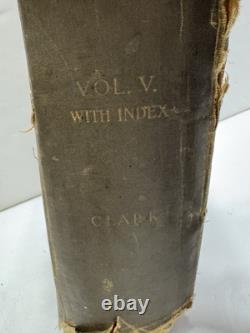 VOL. V.
WITH INDEX
CLARK